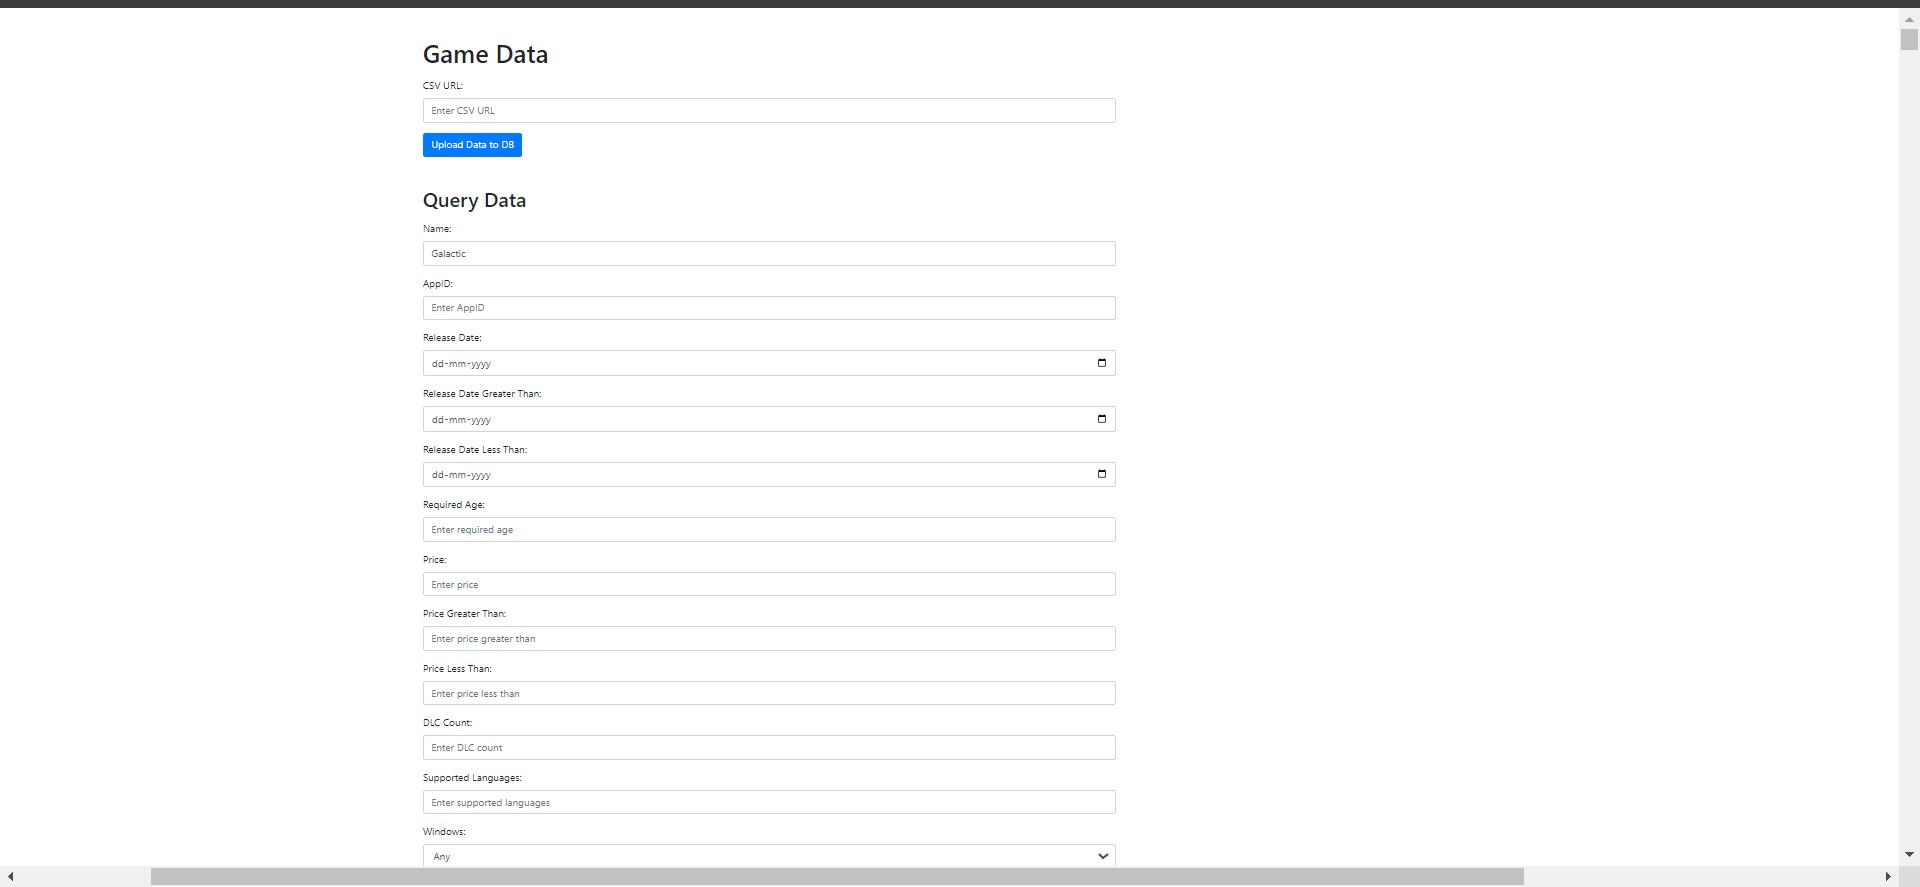 Game Data
CSV URL:
Enter CSV URL
Upload Data to DB
Query Data
Name:
Galactic
AppID:
Enter AppID
Release Date:
dd-mm-yyyy
Release Date Greater Than:
dd-mm-yyyy
Release Date Less Than:
dd-mm-yyyy
Required Age:
Enter required age
Price:
Enter price
Price Greater Than:
Enter price greater than
Price Less Than:
Enter price less than
DLC Count:
Enter DLC count
Supported Languages:
Enter supported languages
Windows:
Any